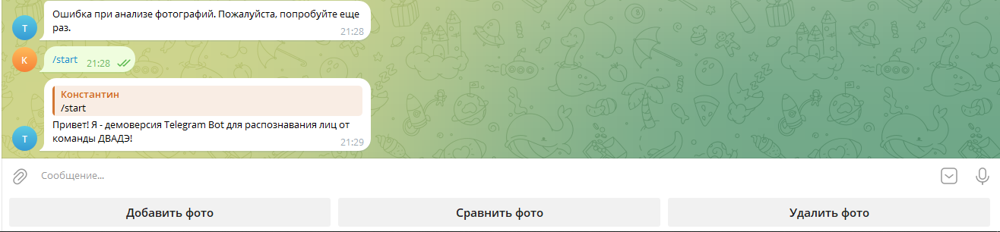 Ошибка при анализе фотографий. Пожалуйста, попробуйте еще
раз.
21:28
Т
К
/start
21:28
Константин
/start
Привет! Я - демоверсия Telegram Bot для распознавания лиц от
команды ДВАДЭ!
21:29
Т
Сообщение...
Добавить фото
Сравнить фото
Удалить фото